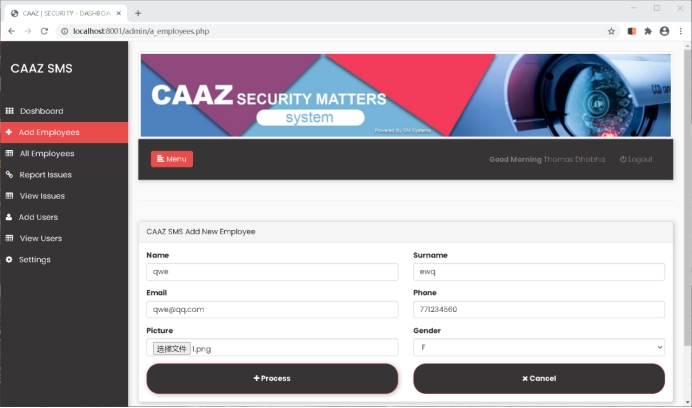 CAAZ | SECURITY - DASHBOA
localhost:8001/admin/a_employees.php
CAAZ SMS
Dashboard
Add Employees
All Employees
Report Issues
View Issues
Add Users
View Users
Settings
CAAZ SECURITY MATTERS
system
Powered By SM Systems
CCD came
Menu
Good Morning Thomas Dhobha
Logout
CAAZ SMS Add New Employee
Name
Surname
qwe
ewq
Email
Phone
qwe@qq.com
771234560
Picture
Gender
选择文件 1.png
F
Process
Cancel